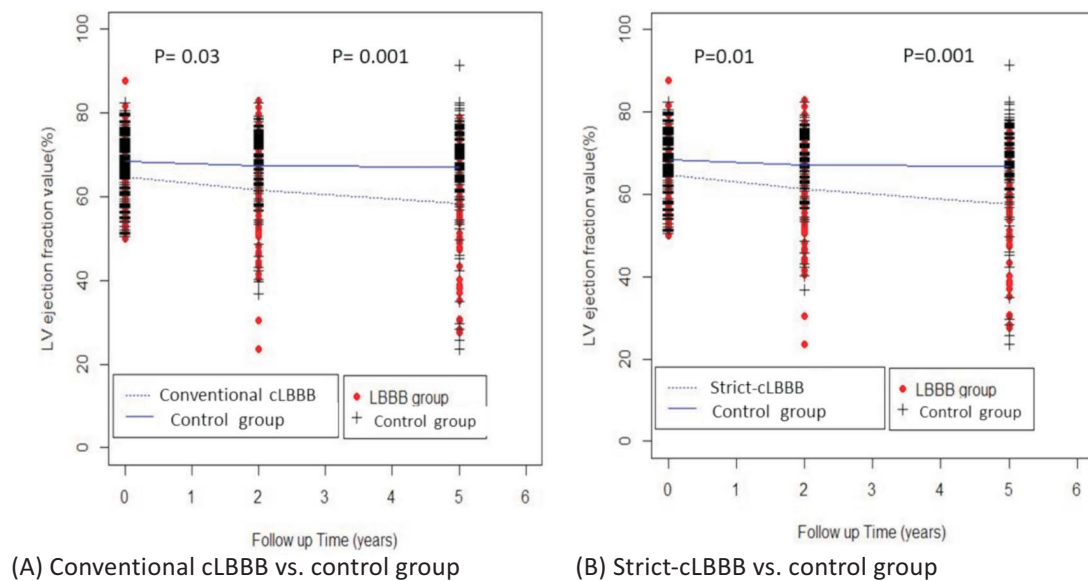 P= 0.03 P= 0.001
LV ejection fraction value(%)
100
80
60
40
20
0
Conventional cLBBB
Control group
LBBB group
Control group
0 1 2 3 4 5 6
Follow up Time (years)
(A) Conventional cLBBB vs. control group
P=0.01 P=0.001
LV ejection fraction value(%)
100
80
60
40
20
0
Strict-cLBBB
Control group
LBBB group
Control group
0 1 2 3 4 5 6
Follow up Time (years)
(B) Strict-cLBBB vs. control group